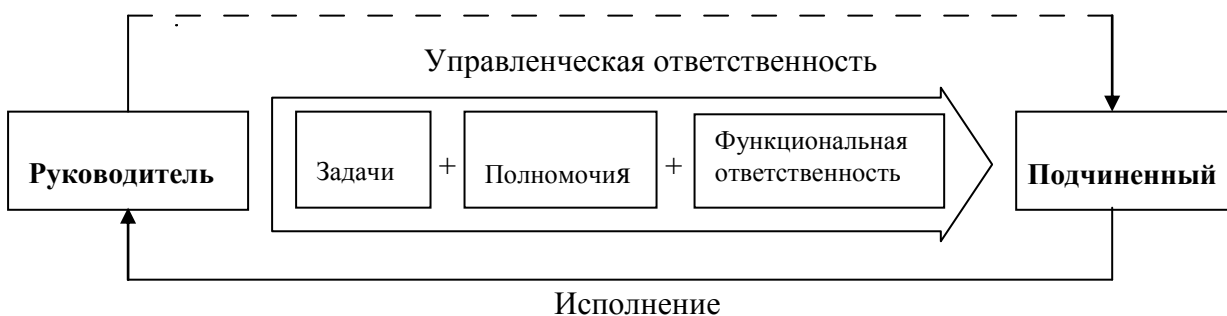 Управленческая ответственность
Руководитель
Задачи
+
Полномочия
+
Функциональная
ответственность
Подчиненный
Исполнение